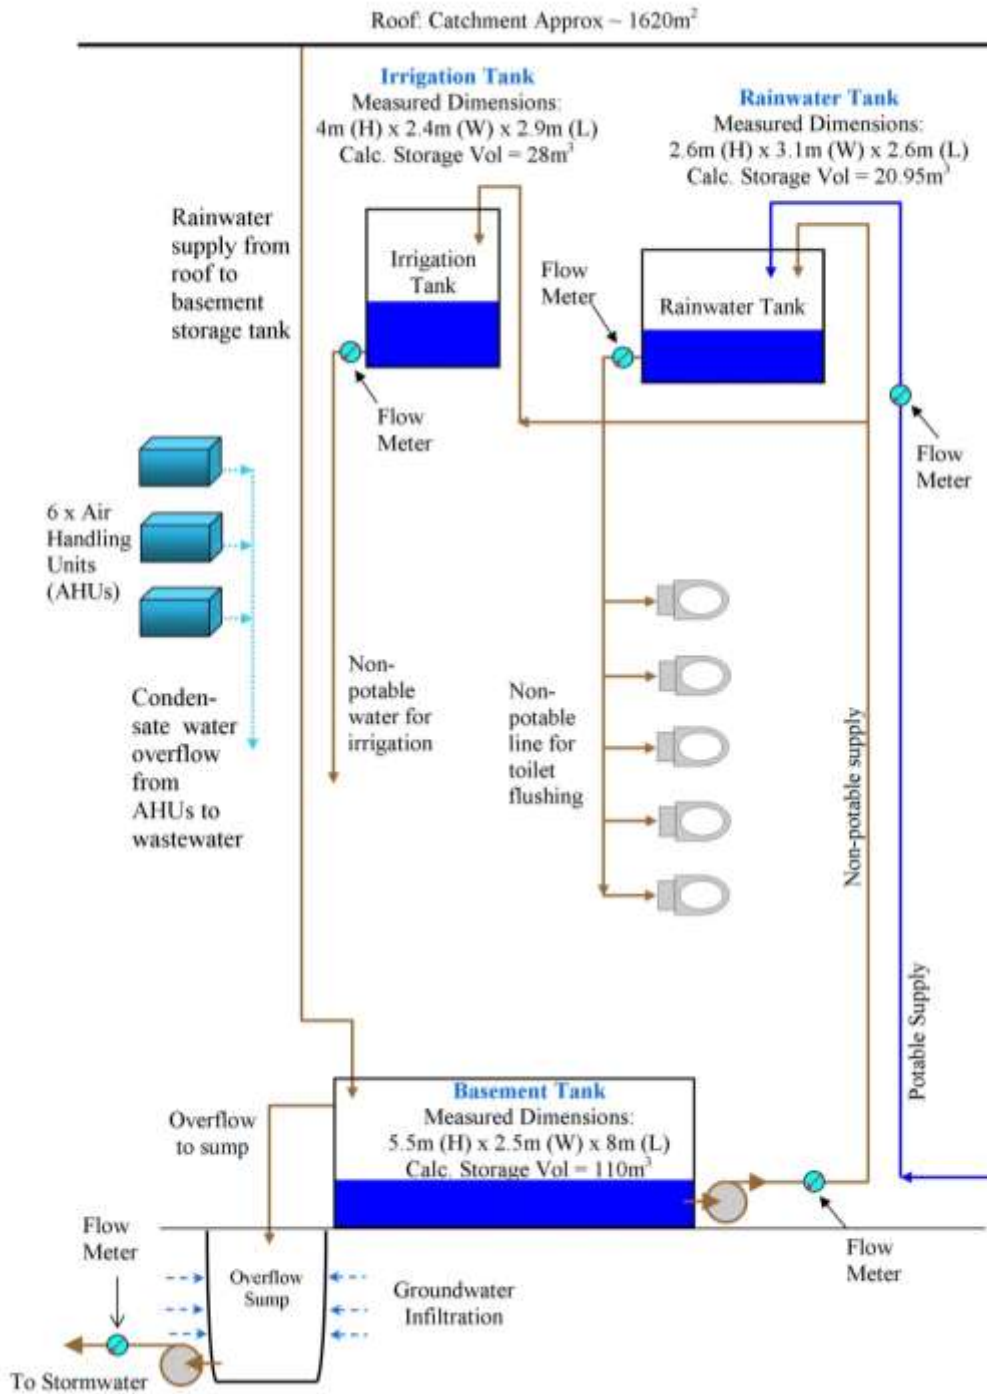 Roof: Catchment Approx ~ 1620m²
Irrigation Tank
Measured Dimensions:
4m (H) x 2.4m (W) x 2.9m (L)
Calc. Storage Vol = 28m³
Rainwater Tank
Measured Dimensions:
2.6m (H) x 3.1m (W) x 2.6m (L)
Calc. Storage Vol = 20.95m³
Rainwater
supply from
roof to
basement
storage tank
Irrigation
Tank
Flow
Meter
Rainwater Tank
Flow
Meter
Flow
Meter
6 x Air
Handling
Units
(AHUs)
Conden-
sate water
overflow
from
AHUs to
wastewater
Non-
potable
water for
irrigation
Non-
potable
line for
toilet
flushing
Non-potable supply
Potable Supply
Basement Tank
Measured Dimensions:
5.5m (H) x 2.5m (W) x 8m (L)
Calc. Storage Vol = 110m³
Overflow
to sump
Flow
Meter
Overflow
Sump
Groundwater
Infiltration
Flow
Meter
To Stormwater